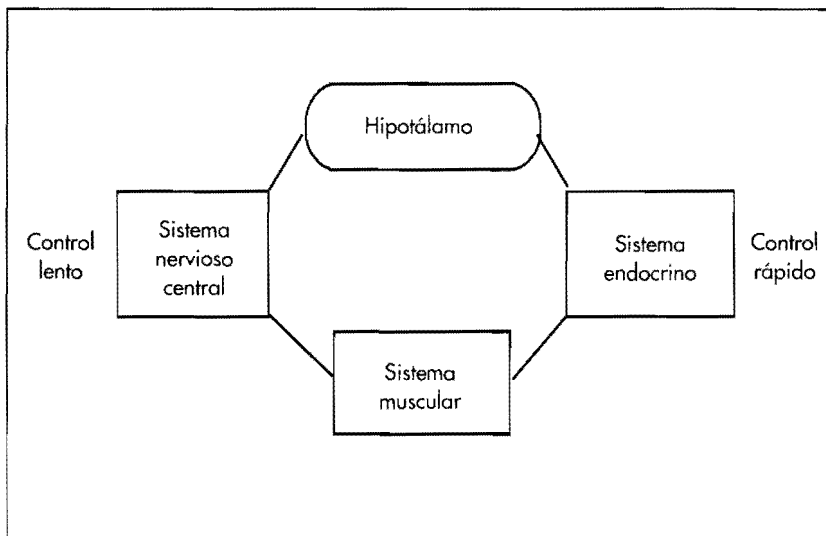 Hipotálamo
Control
lento
Sistema
nervioso
central
Sistema
endocrino
Control
rápido
Sistema
muscular